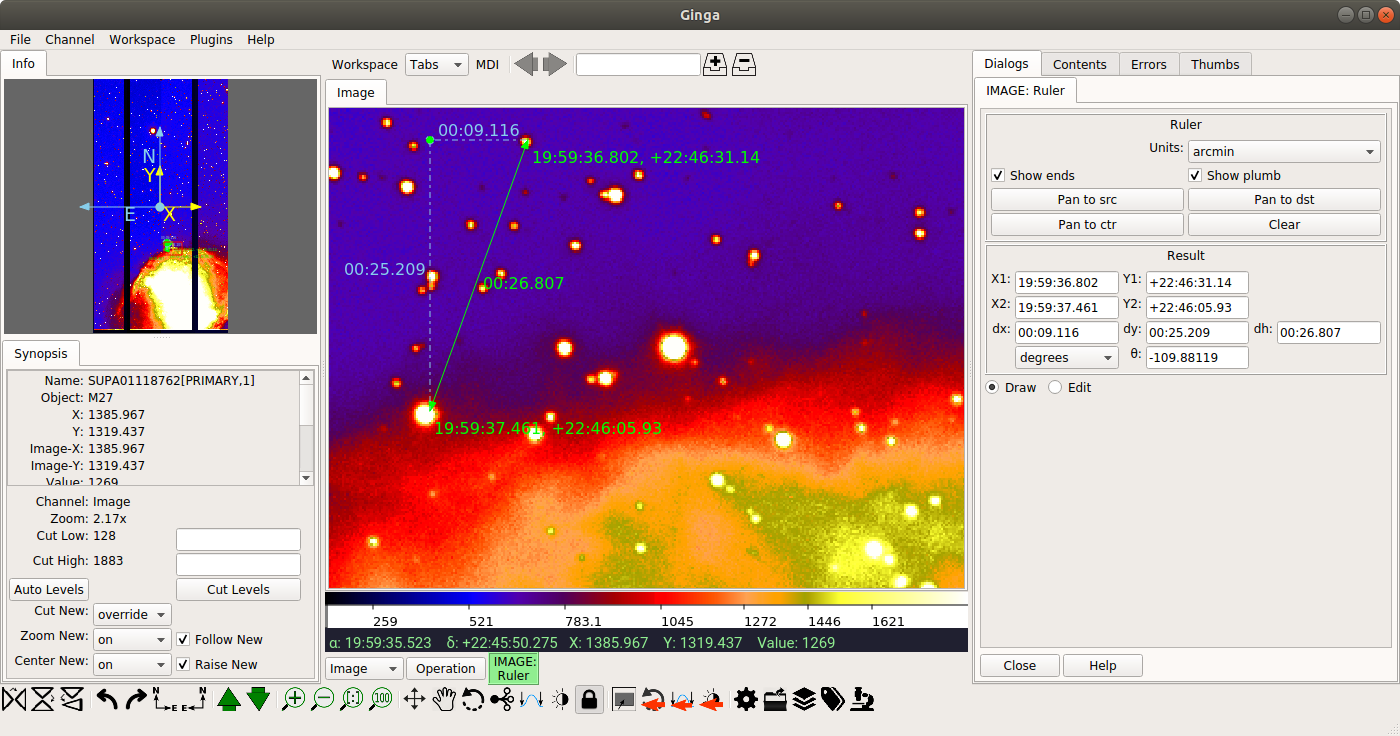 Ginga
File Channel Workspace Plugins Help
Info
N
Y
E X
Synopsis
Name: SUPA01118762[PRIMARY,1]
Object: M27
X: 1385.967
Y: 1319.437
Image-X: 1385.967
Image-Y: 1319.437
Value: 1269
Channel: Image
Zoom: 2.17x
Cut Low: 128
Cut High: 1883
Auto Levels Cut Levels
Cut New: override
Zoom New: on Follow New
Center New: on Raise New
Workspace Tabs MDI
Image
00:09.116
19:59:36.802, +22:46:31.14
00:25.209
00:26.807
19:59:37.461, +22:46:05.93
259 521 783.1 1045 1272 1446 1621
α: 19:59:35.523 δ: +22:45:50.275 X: 1385.967 Y: 1319.437 Value: 1269
Image Operation IMAGE:
Ruler
Dialogs Contents Errors Thumbs
IMAGE: Ruler
Ruler
Units: arcmin
Show ends Show plumb
Pan to src Pan to dst
Pan to ctr Clear
Result
X1: 19:59:36.802 Y1: +22:46:31.14
X2: 19:59:37.461 Y2: +22:46:05.93
dx: 00:09.116 dy: 00:25.209 dh: 00:26.807
degrees θ: -109.88119
Draw Edit
Close Help
N E E N
100